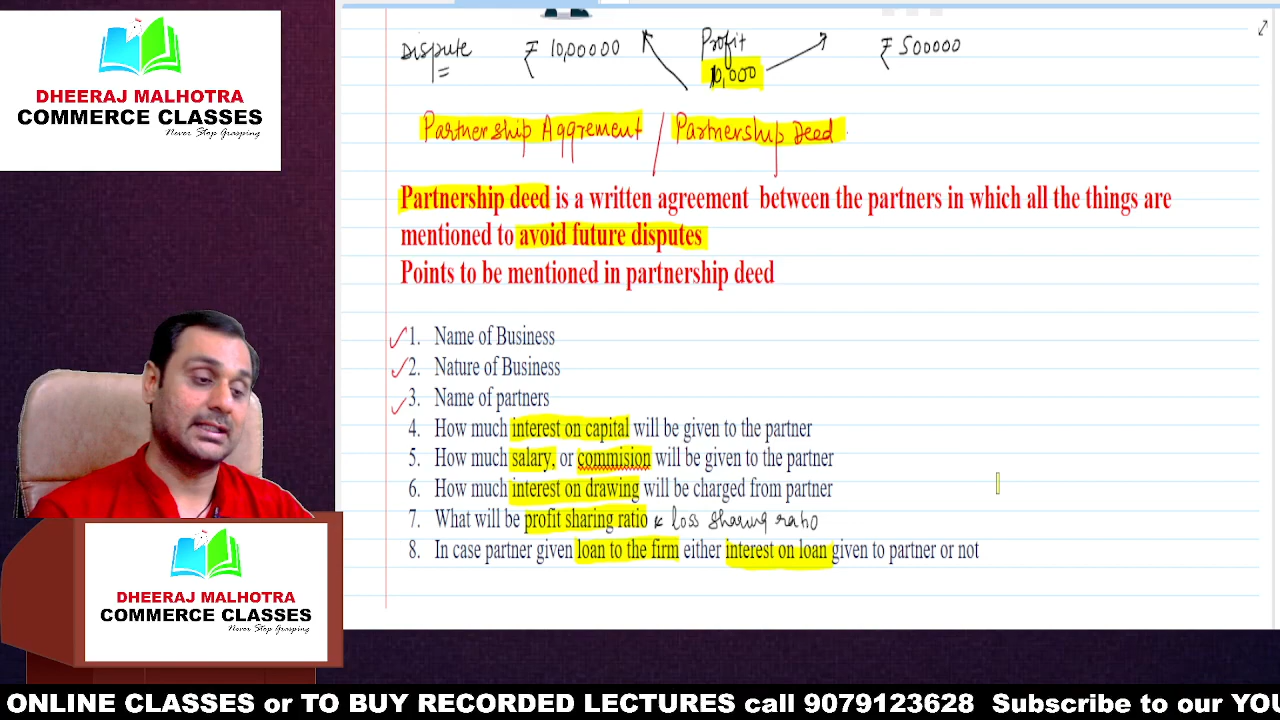 DHEERAJ MALHOTRA
COMMERCE CLASSES
Never Stop Grasping
Dispute ₹ 10,00000 Profit ₹ 500000
10,000
Partnership Aggrement / Partnership Deed
Partnership deed is a written agreement between the partners in which all the things are
mentioned to avoid future disputes
Points to be mentioned in partnership deed
1. Name of Business
2. Nature of Business
3. Name of partners
4. How much interest on capital will be given to the partner
5. How much salary, or commision will be given to the partner
6. How much interest on drawing will be charged from partner
7. What will be profit sharing ratio & loss sharing ratio
8. In case partner given loan to the firm either interest on loan given to partner or not
DHEERAJ MALHOTRA
COMMERCE CLASSES
Never Stop Grasping
ONLINE CLASSES or TO BUY RECORDED LECTURES call 9079123628 Subscribe to our YOU